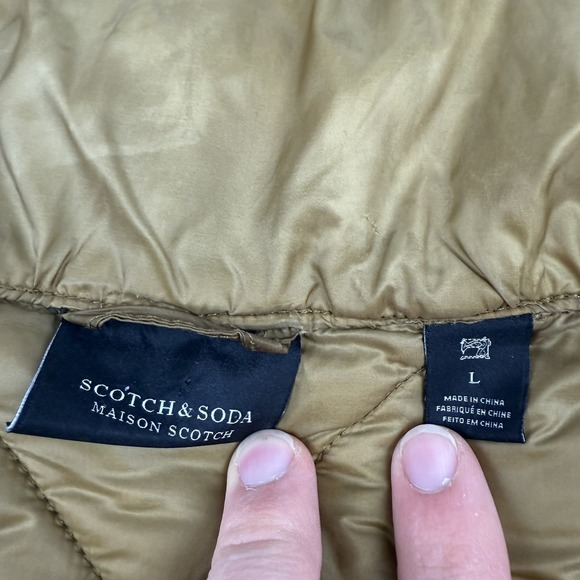 SCOTCH & SODA
MAISON SCOTCH
L
MADE IN CHINA
FABRIQUÉ EN CHINE
FEITO EM CHINA